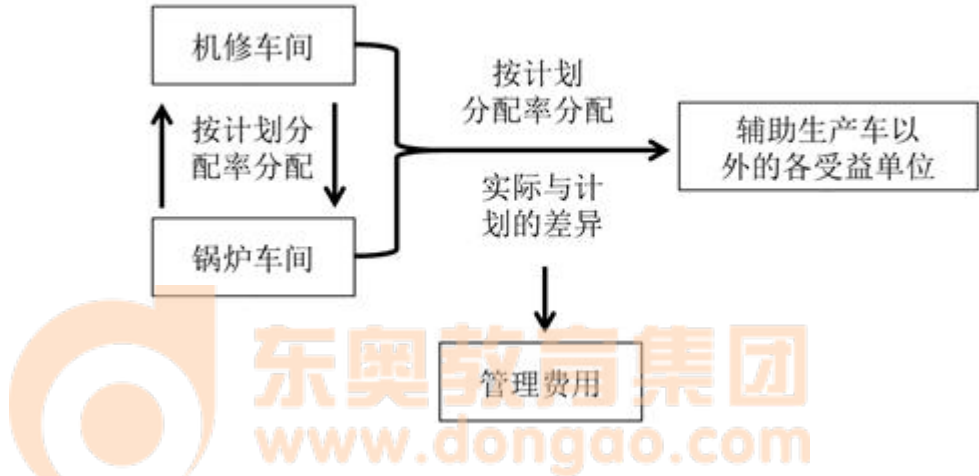 机修车间
按计划分
配率分配
锅炉车间
按计划
分配率分配
实际与计
划的差异
辅助生产车以
外的各受益单位
管理费用
东奥教育集团
www.dongao.com